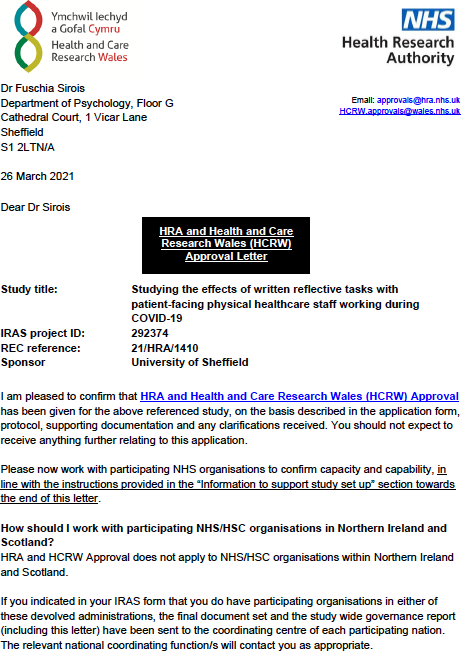 Ymchwil Iechyd
a Gofal Cymru
Health and Care
Research Wales
NHS
Health Research
Authority
Dr Fuschia Sirois
Department of Psychology, Floor G
Cathedral Court, 1 Vicar Lane
Sheffield
S1 2LTN/A
Email: approvals@hra.nhs.uk
HCRW.approvals@wales.nhs.uk
26 March 2021
Dear Dr Sirois
HRA and Health and Care
Research Wales (HCRW)
Approval Letter
Study title: Studying the effects of written reflective tasks with
patient-facing physical healthcare staff working during
COVID-19
IRAS project ID: 292374
REC reference: 21/HRA/1410
Sponsor University of Sheffield
I am pleased to confirm that HRA and Health and Care Research Wales (HCRW) Approval
has been given for the above referenced study, on the basis described in the application form,
protocol, supporting documentation and any clarifications received. You should not expect to
receive anything further relating to this application.
Please now work with participating NHS organisations to confirm capacity and capability, in
line with the instructions provided in the “Information to support study set up” section towards
the end of this letter.
How should I work with participating NHS/HSC organisations in Northern Ireland and
Scotland?
HRA and HCRW Approval does not apply to NHS/HSC organisations within Northern Ireland
and Scotland.
If you indicated in your IRAS form that you do have participating organisations in either of
these devolved administrations, the final document set and the study wide governance report
(including this letter) have been sent to the coordinating centre of each participating nation.
The relevant national coordinating function/s will contact you as appropriate.